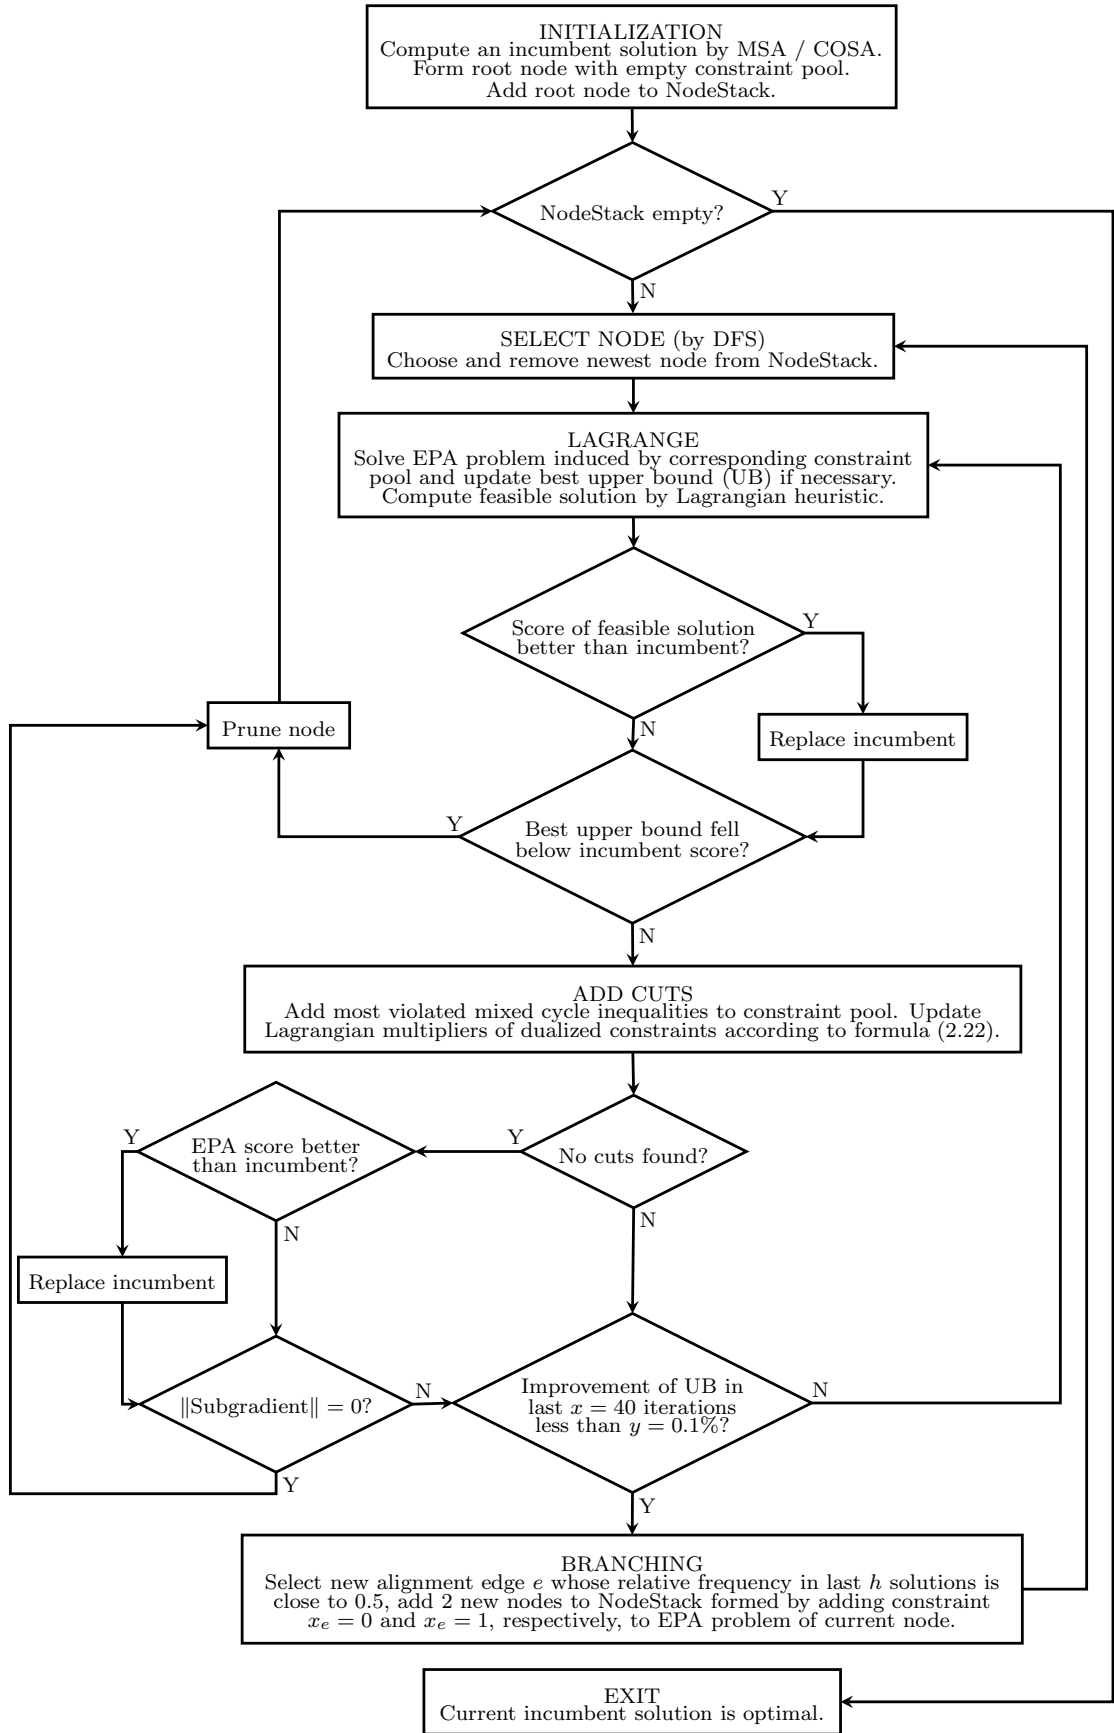 INITIALIZATION
Compute an incumbent solution by MSA / COSA.
Form root node with empty constraint pool.
Add root node to NodeStack.
NodeStack empty?
Y
N
SELECT NODE (by DFS)
Choose and remove newest node from NodeStack.
LAGRANGE
Solve EPA problem induced by corresponding constraint
pool and update best upper bound (UB) if necessary.
Compute feasible solution by Lagrangian heuristic.
Score of feasible solution
better than incumbent?
Y
N
Prune node
Replace incumbent
Best upper bound fell
below incumbent score?
Y
N
ADD CUTS
Add most violated mixed cycle inequalities to constraint pool. Update
Lagrangian multipliers of dualized constraints according to formula (2.22).
No cuts found?
Y
N
EPA score better
than incumbent?
Y
N
Replace incumbent
‖Subgradient‖ = 0?
N
Y
Improvement of UB in
last x = 40 iterations
less than y = 0.1%?
N
Y
BRANCHING
Select new alignment edge e whose relative frequency in last h solutions is
close to 0.5, add 2 new nodes to NodeStack formed by adding constraint
x_e = 0 and x_e = 1, respectively, to EPA problem of current node.
EXIT
Current incumbent solution is optimal.